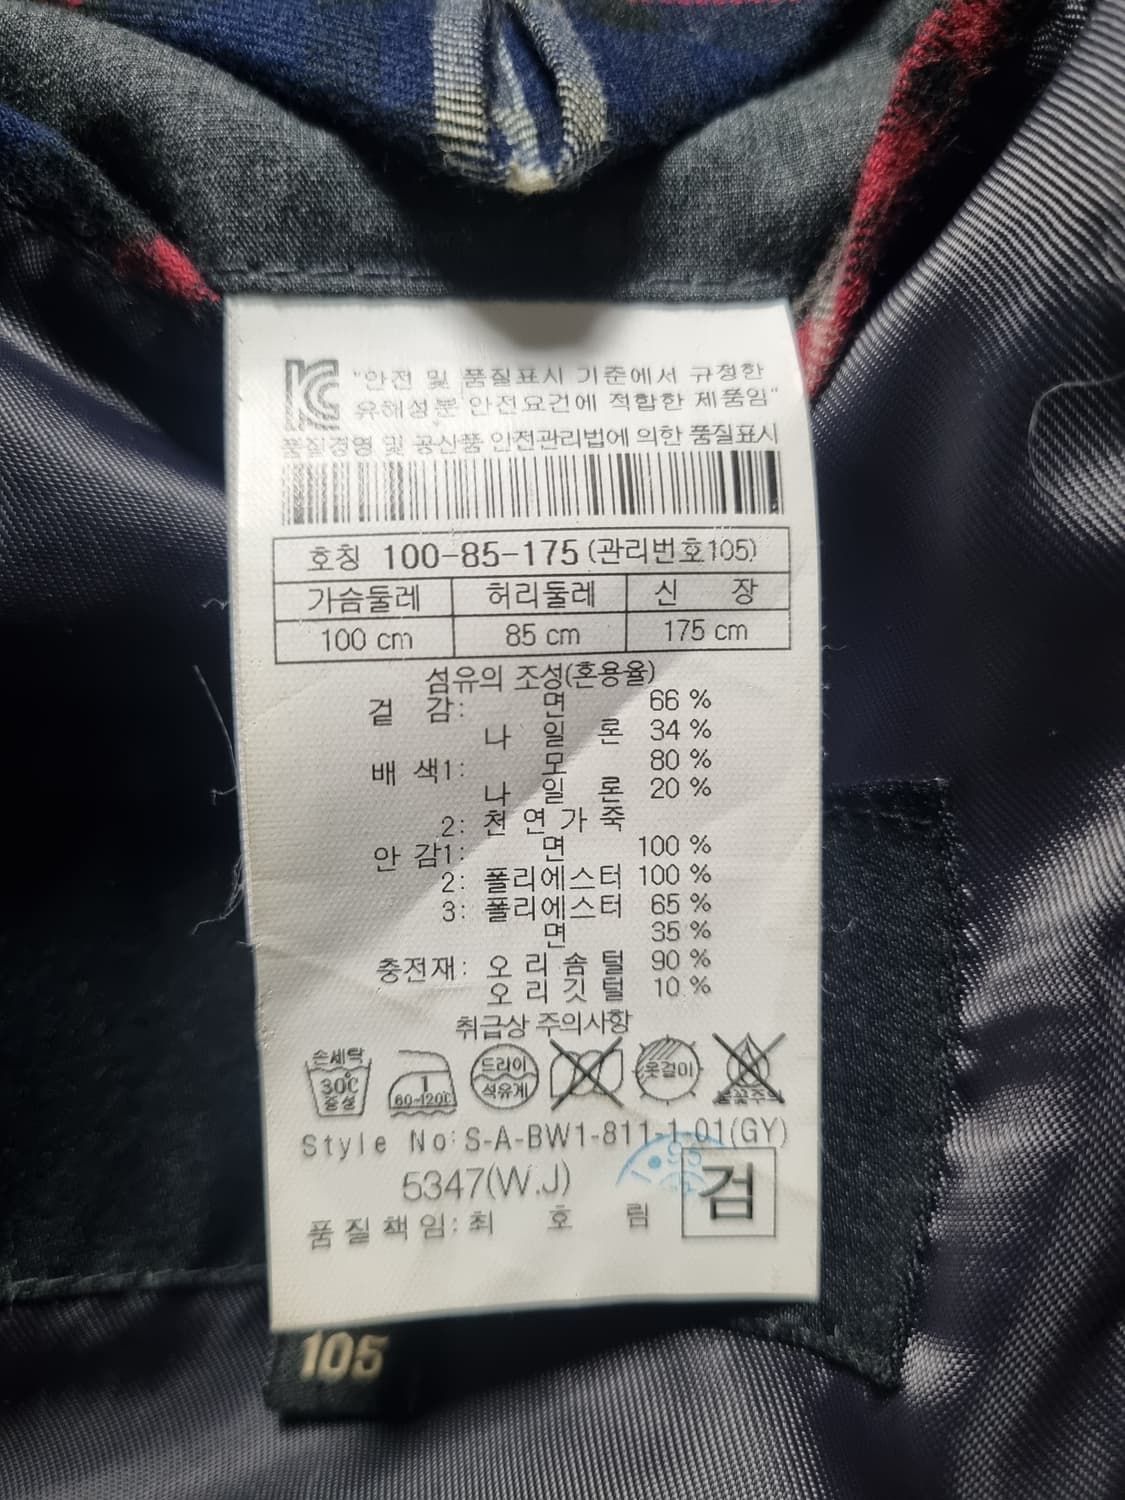 KC "안전 및 품질표시 기준에서 규정한
유해성분 안전요건에 적합한 제품임"
품질경영 및 공산품 안전관리법에 의한 품질표시
호칭 100-85-175 (관리번호105)
가슴둘레 허리둘레 신 장
100 cm 85 cm 175 cm
섬유의 조성(혼용율)
겉 감: 면 66 %
나 일 론 34 %
배 색1: 모 80 %
나 일 론 20 %
2: 천 연 가 죽
안 감1: 면 100 %
2: 폴리에스터 100 %
3: 폴리에스터 65 %
면 35 %
충전재: 오 리 솜 털 90 %
오 리 깃 털 10 %
취급상 주의사항
손세탁 30℃ 중성
60-120℃
드라이 석유계
옷걸이
불꽃주의
Style No: S-A-BW1-811-1-01(GY)
5347(W.J)
검
품 질 책 임: 최 호 림
105